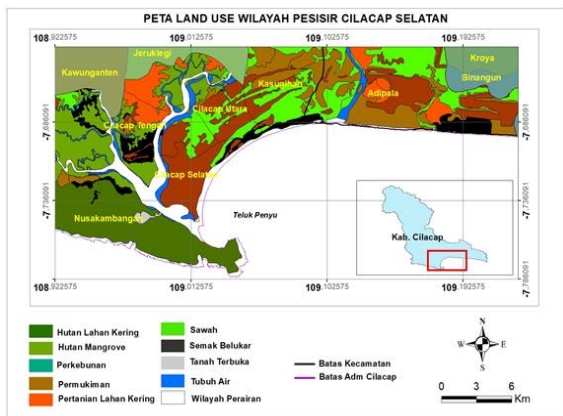 PETA LAND USE WILAYAH PESISIR CILACAP SELATAN
108.922575
109.012575
109.102575
109.192575
Jeruklegi
Kawunganten
Kroya
Binangun
Kasugihan
Adipala
Cilacap Utara
Cilacap Tengah
Cilacap Selatan
Nusakambangan
Teluk Penyu
Kab. Cilacap
-7.686091
-7.736091
-7.786091
-7.686091
-7.736091
-7.786091
108.922575
109.012575
109.102575
109.192575
Hutan Lahan Kering
Hutan Mangrove
Perkebunan
Permukiman
Pertanian Lahan Kering
Sawah
Semak Belukar
Tanah Terbuka
Tubuh Air
Wilayah Perairan
Batas Kecamatan
Batas Adm Cilacap
N
W
E
S
0 3 6
Km